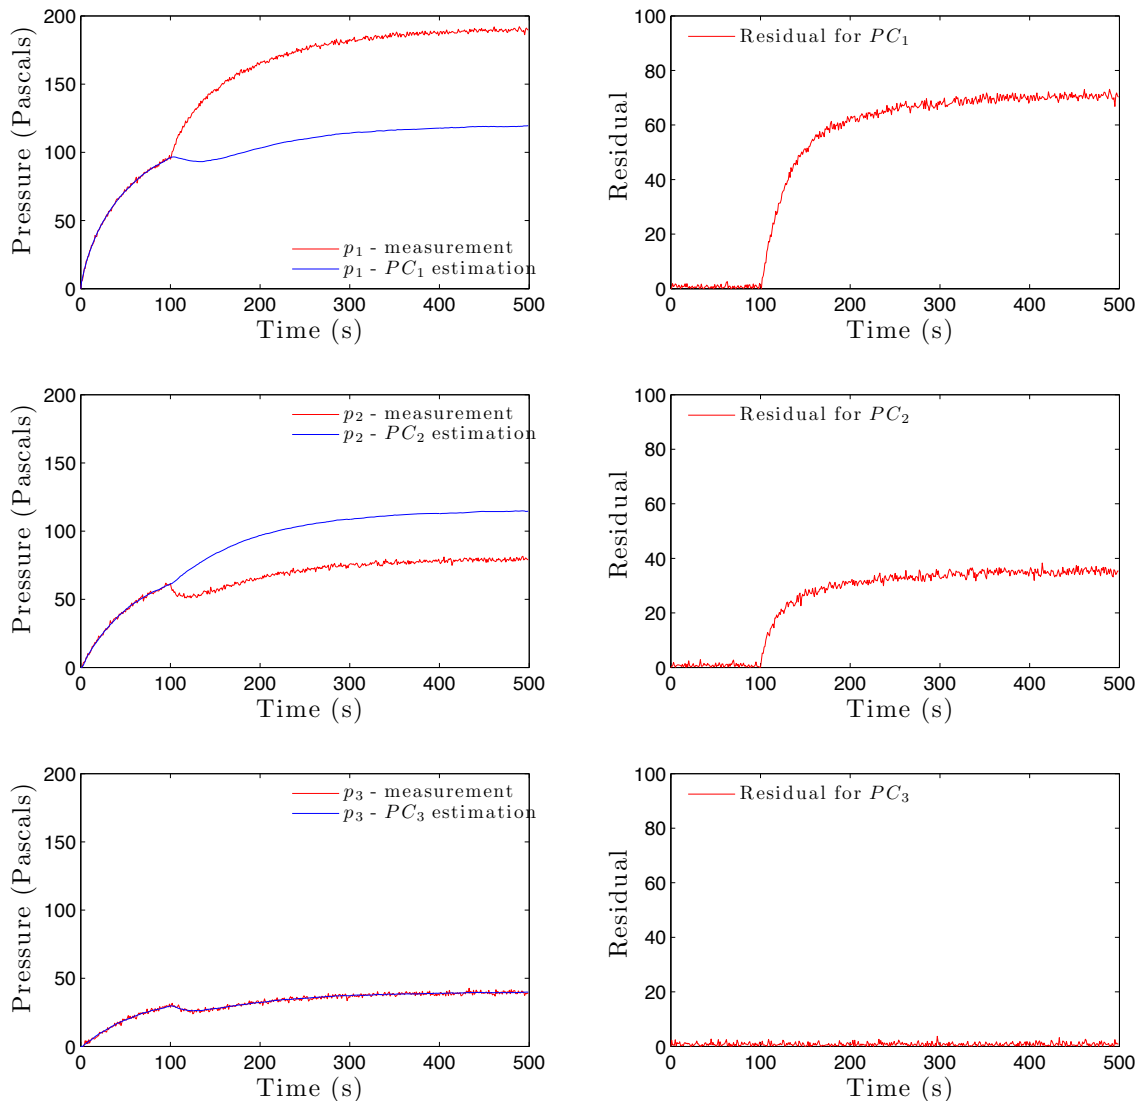 200
150
100
50
0
Pressure (Pascals)
p₁ - measurement
p₁ - PC₁ estimation
0 100 200 300 400 500
Time (s)
100
80
60
40
20
0
Residual
Residual for PC₁
0 100 200 300 400 500
Time (s)
200
150
100
50
0
Pressure (Pascals)
p₂ - measurement
p₂ - PC₂ estimation
0 100 200 300 400 500
Time (s)
100
80
60
40
20
0
Residual
Residual for PC₂
0 100 200 300 400 500
Time (s)
200
150
100
50
0
Pressure (Pascals)
p₃ - measurement
p₃ - PC₃ estimation
0 100 200 300 400 500
Time (s)
100
80
60
40
20
0
Residual
Residual for PC₃
0 100 200 300 400 500
Time (s)